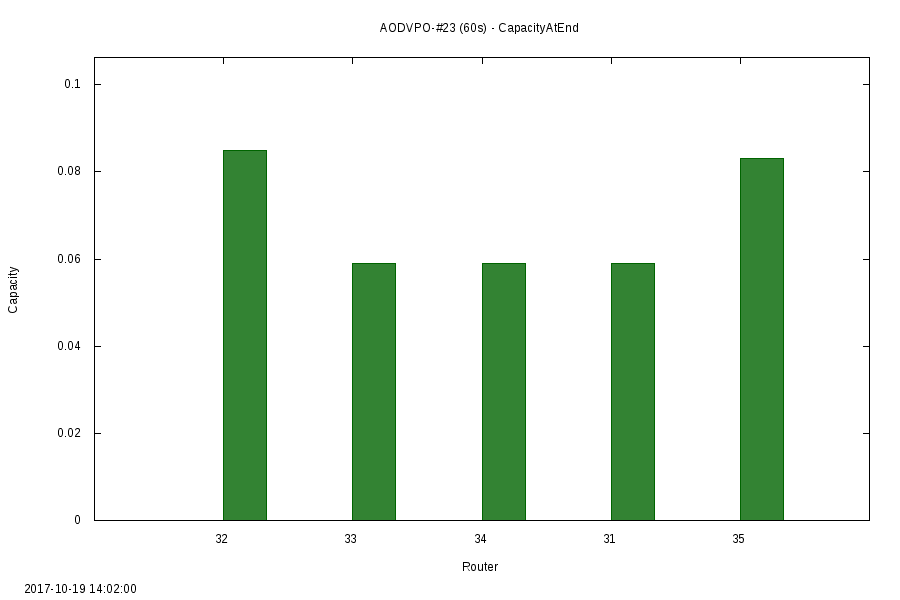 AODVPO-#23 (60s) - CapacityAtEnd
0.1
0.08
0.06
0.04
0.02
0
Capacity
32 33 34 31 35
Router
2017-10-19 14:02:00